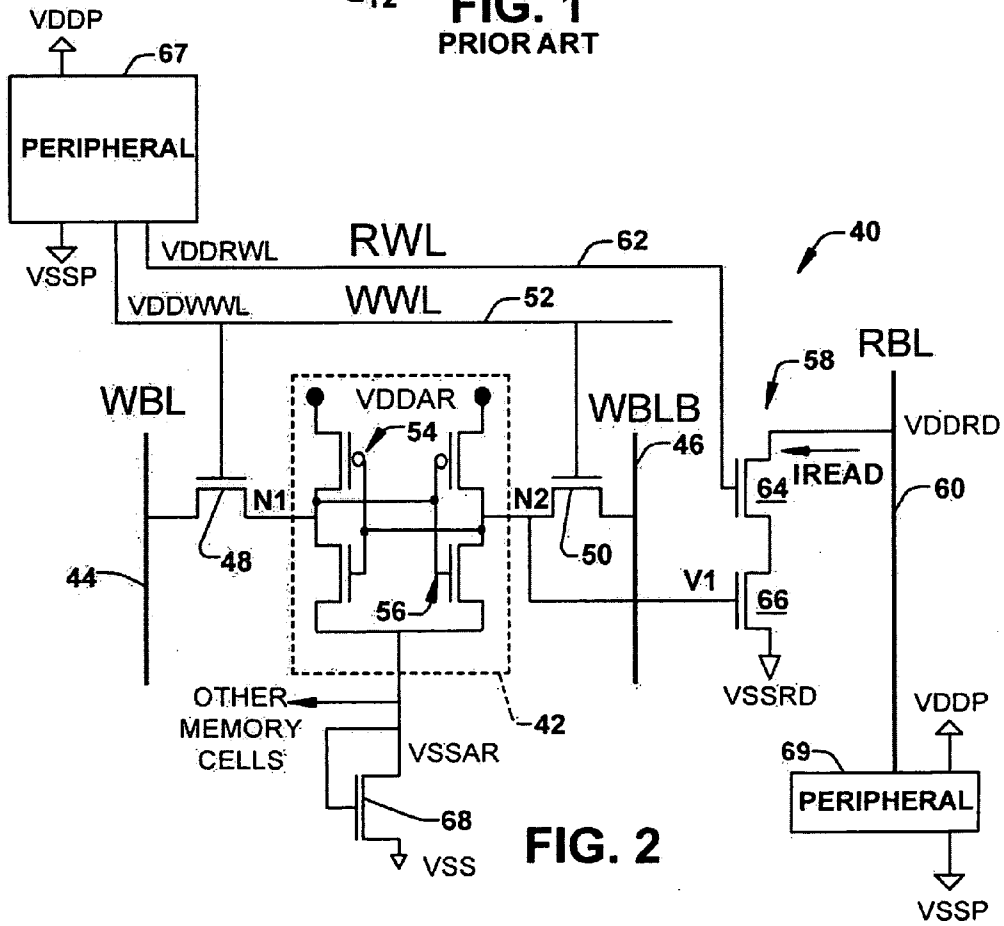 12
FIG. 1
PRIOR ART
VDDP
67
PERIPHERAL
VSSP
VDDRWL
RWL
62
40
VDDWWL
WWL
52
58
RBL
WBL
VDDAR
54
WBLB
46
VDDRD
IREAD
64
60
N1
N2
48
50
44
56
V1
66
VSSRD
OTHER
MEMORY
CELLS
42
VDDP
VSSAR
69
PERIPHERAL
68
FIG. 2
VSS
VSSP